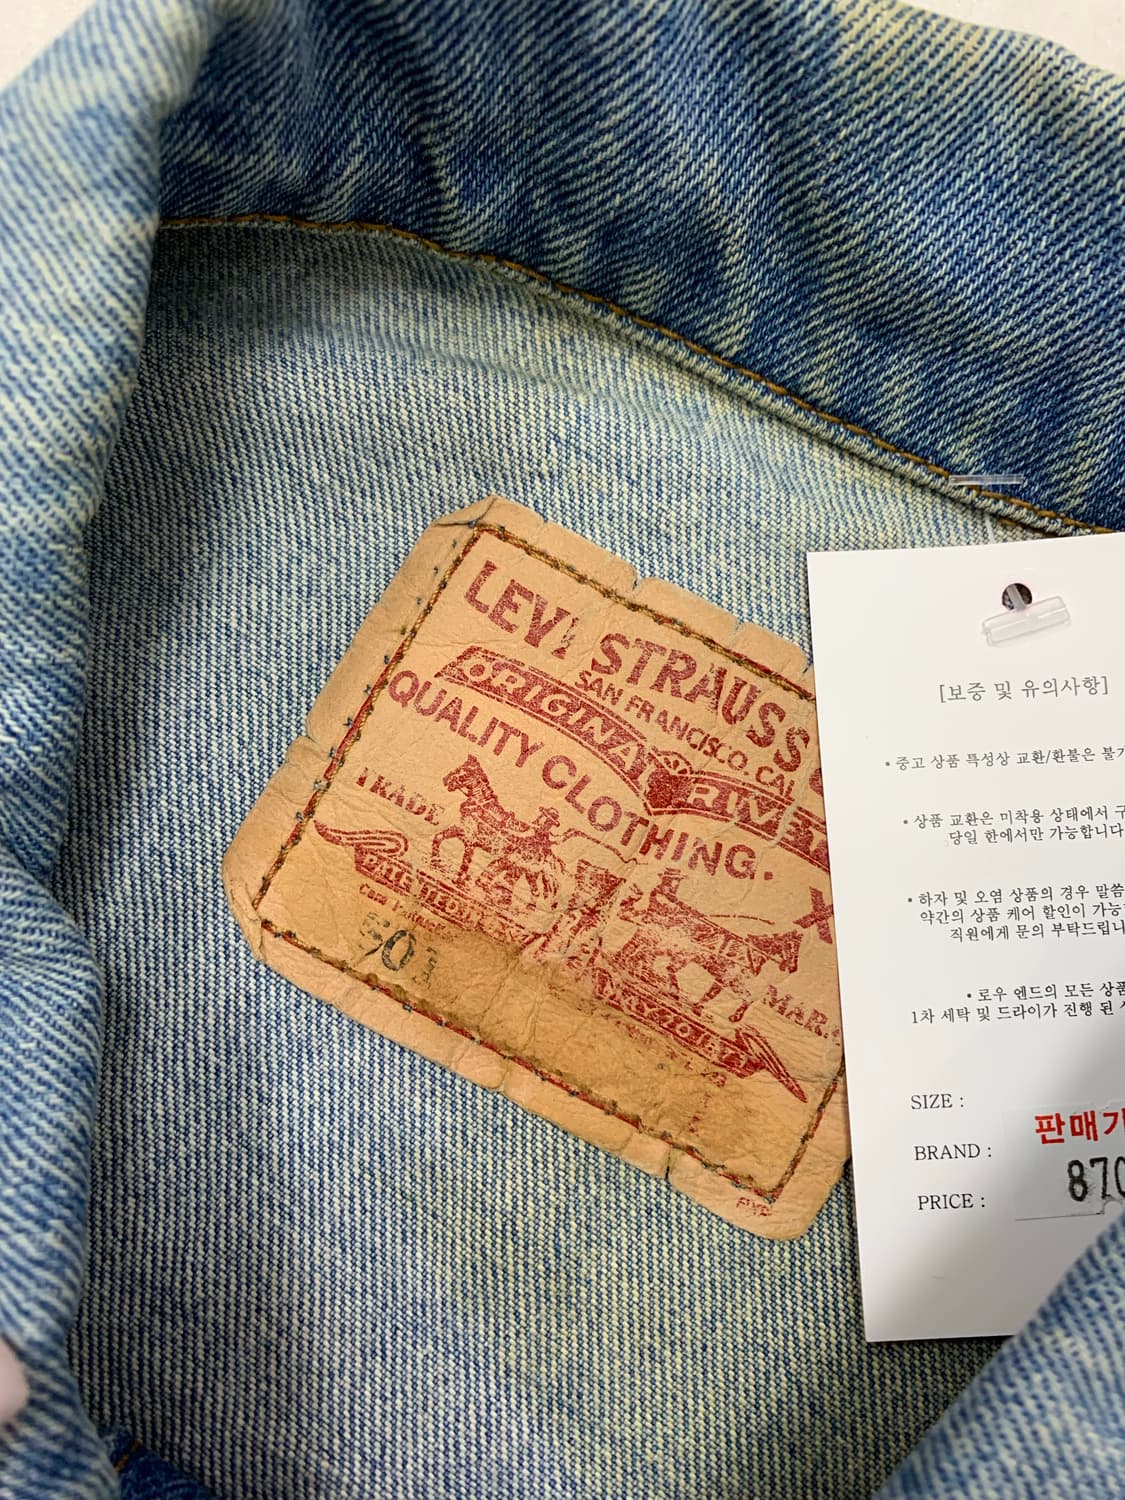 LEVI STRAUSS
SAN FRANCISCO. CAL
ORIGINAL RIVET
QUALITY CLOTHING.
TRADE
X
MAR
501
[보증 및 유의사항]
• 중고 상품 특성상 교환/환불은 불
• 상품 교환은 미착용 상태에서 구
당일 한에서만 가능합니다
• 하자 및 오염 상품의 경우 말씀
약간의 상품 케어 할인이 가능
직원에게 문의 부탁드립니
• 로우 엔드의 모든 상품
1차 세탁 및 드라이가 진행 된
SIZE :
BRAND :
PRICE :
판매가
870